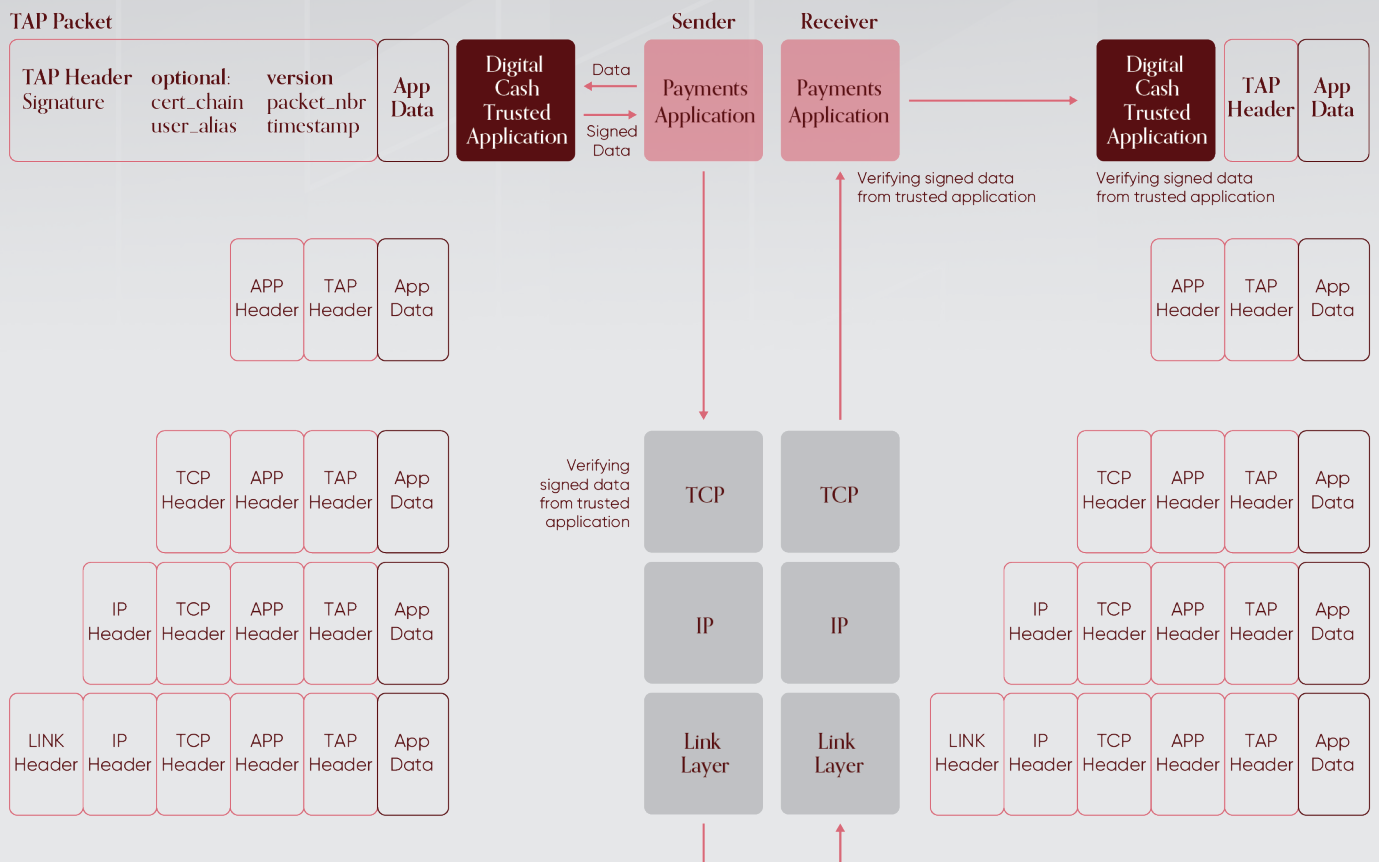 TAP Packet
Sender
Receiver
TAP Header
Signature
optional:
cert_chain
user_alias
version
packet_nbr
timestamp
App
Data
Digital
Cash
Trusted
Application
Data
Signed
Data
Payments
Application
Payments
Application
Digital
Cash
Trusted
Application
TAP
Header
App
Data
Verifying signed data
from trusted application
Verifying signed data
from trusted application
APP
Header
TAP
Header
App
Data
APP
Header
TAP
Header
App
Data
TCP
Header
APP
Header
TAP
Header
App
Data
Verifying
signed data
from trusted
application
TCP
TCP
TCP
Header
APP
Header
TAP
Header
App
Data
IP
Header
TCP
Header
APP
Header
TAP
Header
App
Data
IP
IP
IP
Header
TCP
Header
APP
Header
TAP
Header
App
Data
LINK
Header
IP
Header
TCP
Header
APP
Header
TAP
Header
App
Data
Link
Layer
Link
Layer
LINK
Header
IP
Header
TCP
Header
APP
Header
TAP
Header
App
Data